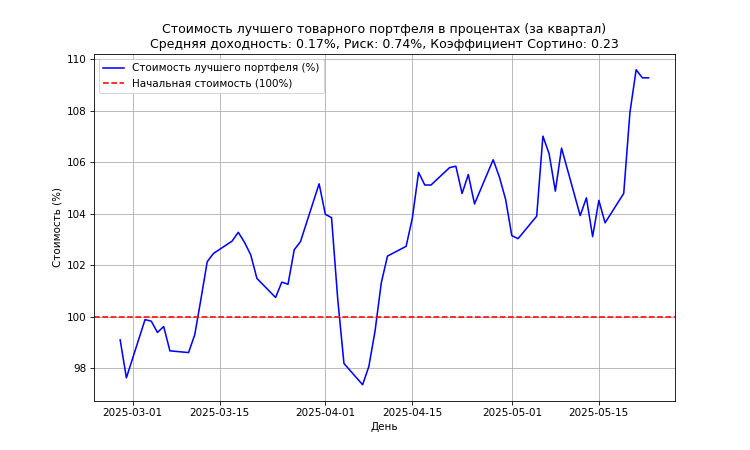 Стоимость лучшего товарного портфеля в процентах (за квартал)
Средняя доходность: 0.17%, Риск: 0.74%, Коэффициент Сортино: 0.23
Стоимость лучшего портфеля (%)
Начальная стоимость (100%)
Стоимость (%)
110
108
106
104
102
100
98
2025-03-01
2025-03-15
2025-04-01
2025-04-15
2025-05-01
2025-05-15
День